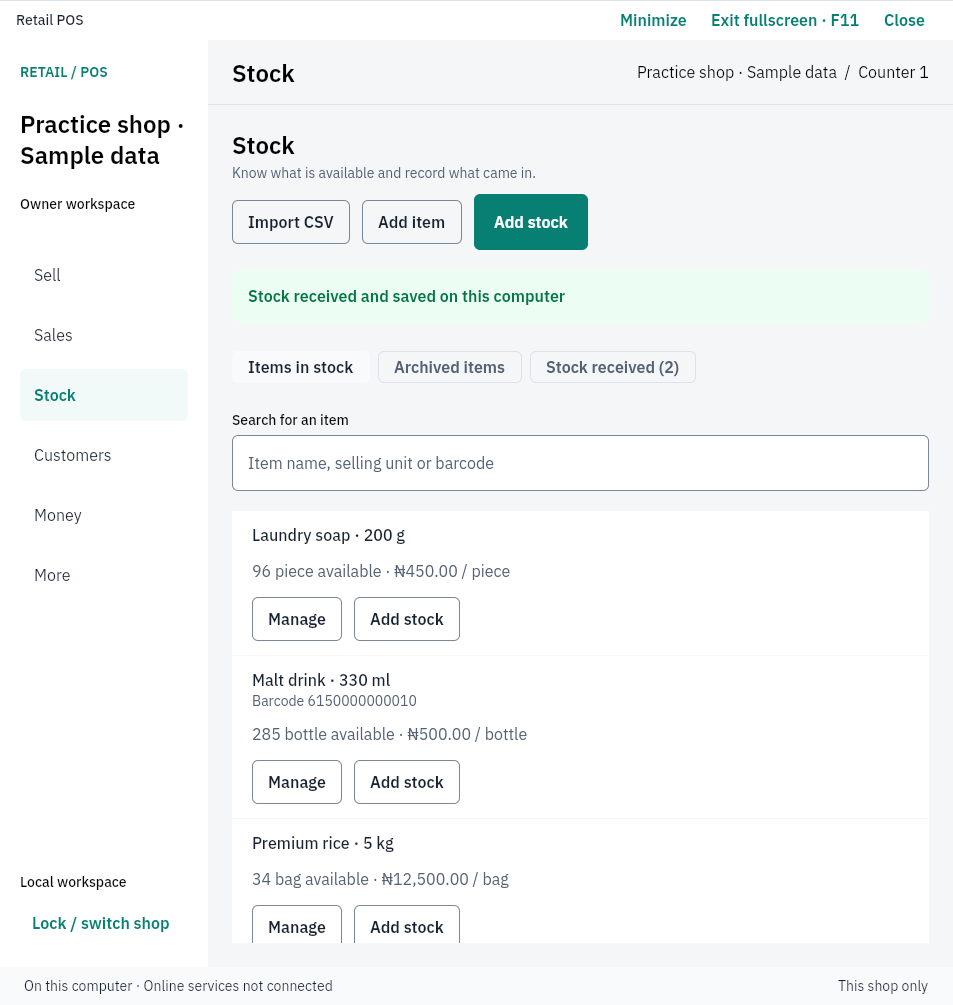 Retail POS
Minimize
Exit fullscreen · F11
Close
RETAIL / POS
Practice shop ·
Sample data
Owner workspace
Sell
Sales
Stock
Customers
Money
More
Local workspace
Lock / switch shop
Stock
Practice shop · Sample data / Counter 1
Stock
Know what is available and record what came in.
Import CSV
Add item
Add stock
Stock received and saved on this computer
Items in stock
Archived items
Stock received (2)
Search for an item
Item name, selling unit or barcode
Laundry soap · 200 g
96 piece available · ₦450.00 / piece
Manage
Add stock
Malt drink · 330 ml
Barcode 6150000000010
285 bottle available · ₦500.00 / bottle
Manage
Add stock
Premium rice · 5 kg
34 bag available · ₦12,500.00 / bag
Manage
Add stock
On this computer · Online services not connected
This shop only